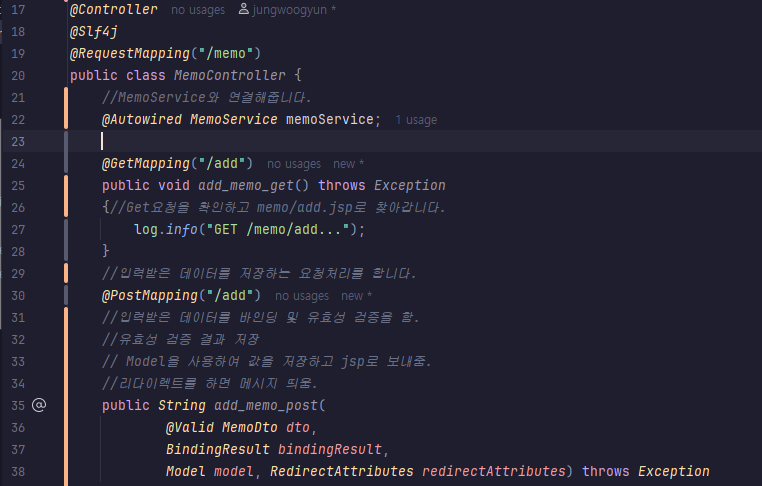 17 @Controller no usages jungwoogyun *
18 @Slf4j
19 @RequestMapping("/memo")
20 public class MemoController {
21 //MemoService와 연결해줍니다.
22 @Autowired MemoService memoService; 1 usage
23
24 @GetMapping("/add") no usages new *
25 public void add_memo_get() throws Exception
26 {//Get요청을 확인하고 memo/add.jsp로 찾아갑니다.
27 log.info("GET /memo/add...");
28 }
29 //입력받은 데이터를 저장하는 요청처리를 합니다.
30 @PostMapping("/add") no usages new *
31 //입력받은 데이터를 바인딩 및 유효성 검증을 함.
32 //유효성 검증 결과 저장
33 // Model을 사용하여 값을 저장하고 jsp로 보내줌.
34 //리다이렉트를 하면 메시지 띄움.
35 public String add_memo_post(
36 @Valid MemoDto dto,
37 BindingResult bindingResult,
38 Model model, RedirectAttributes redirectAttributes) throws Exception